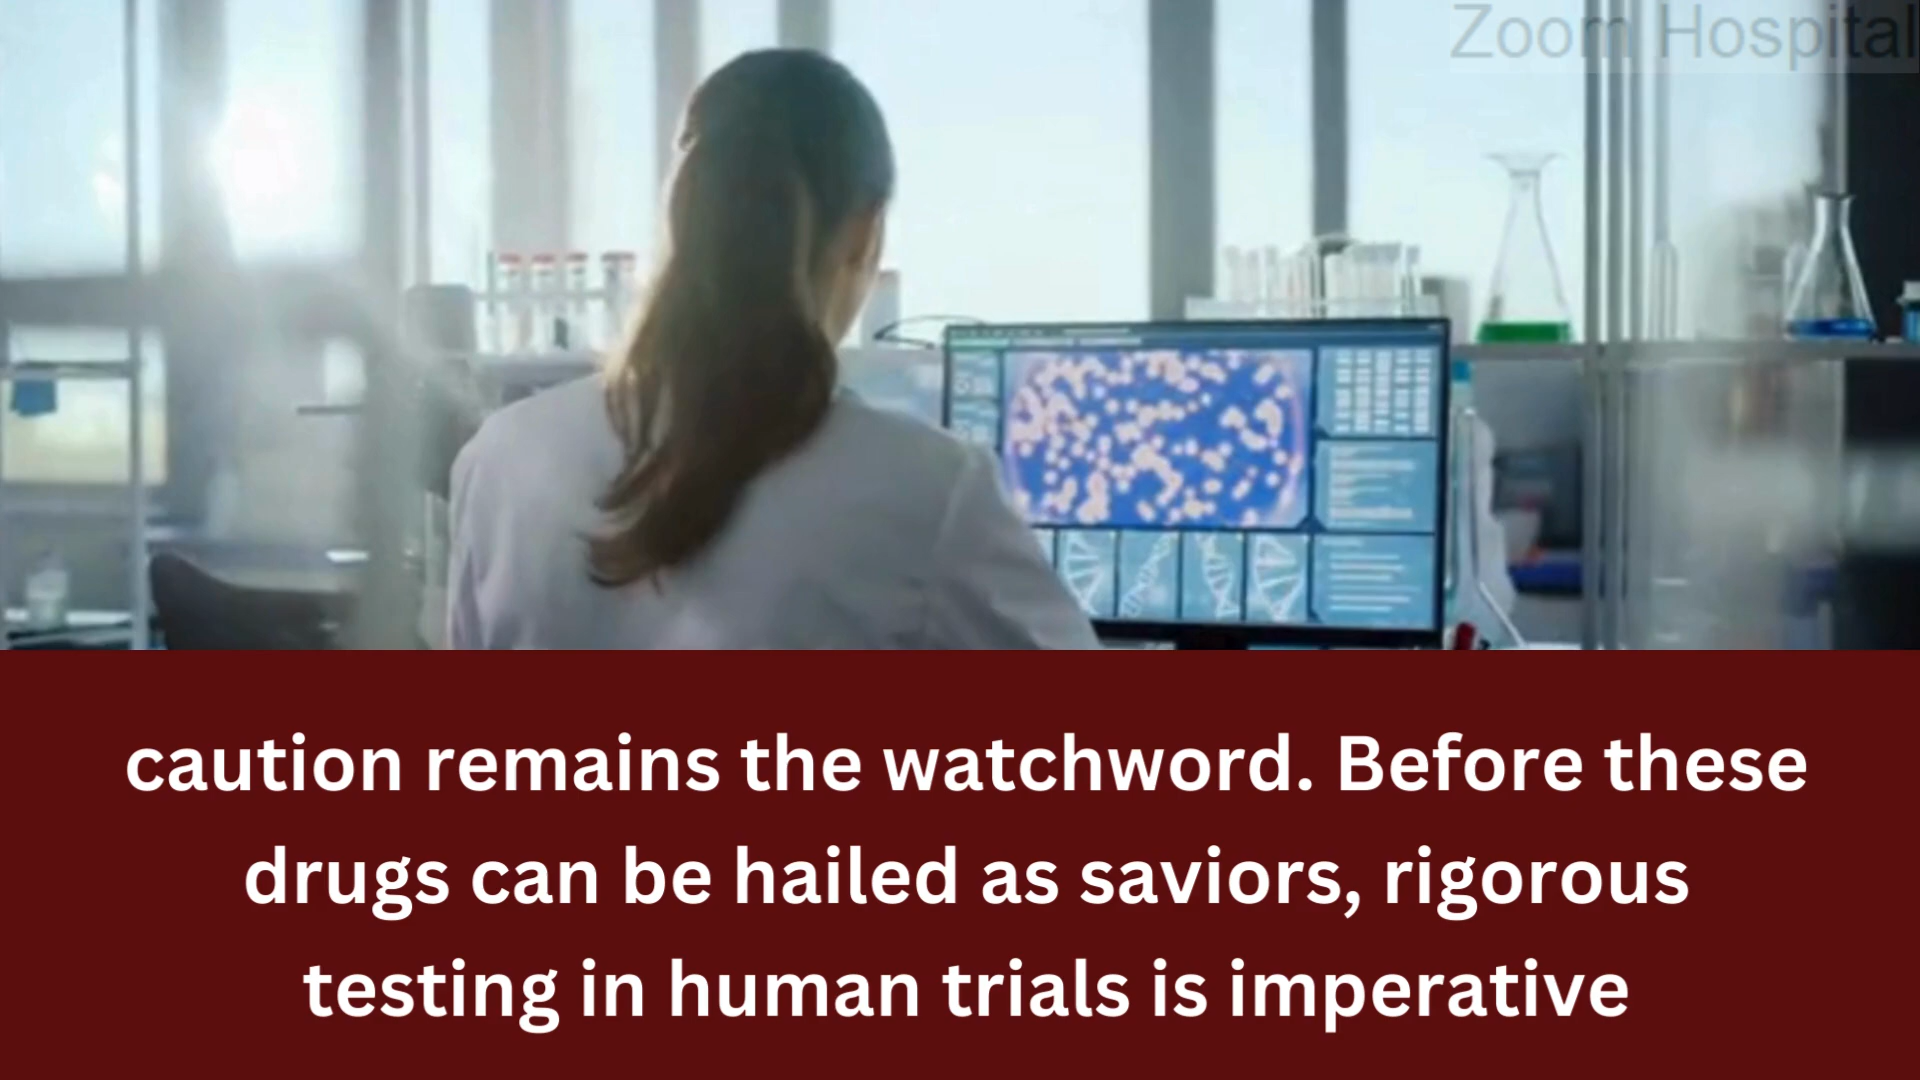 Zoom Hospital
caution remains the watchword. Before these
drugs can be hailed as saviors, rigorous
testing in human trials is imperative